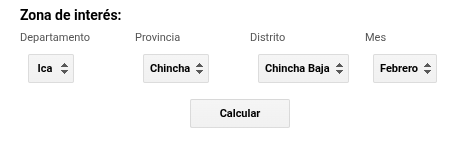 Zona de interés:
Departamento Provincia Distrito Mes
Ica Chincha Chincha Baja Febrero
Calcular